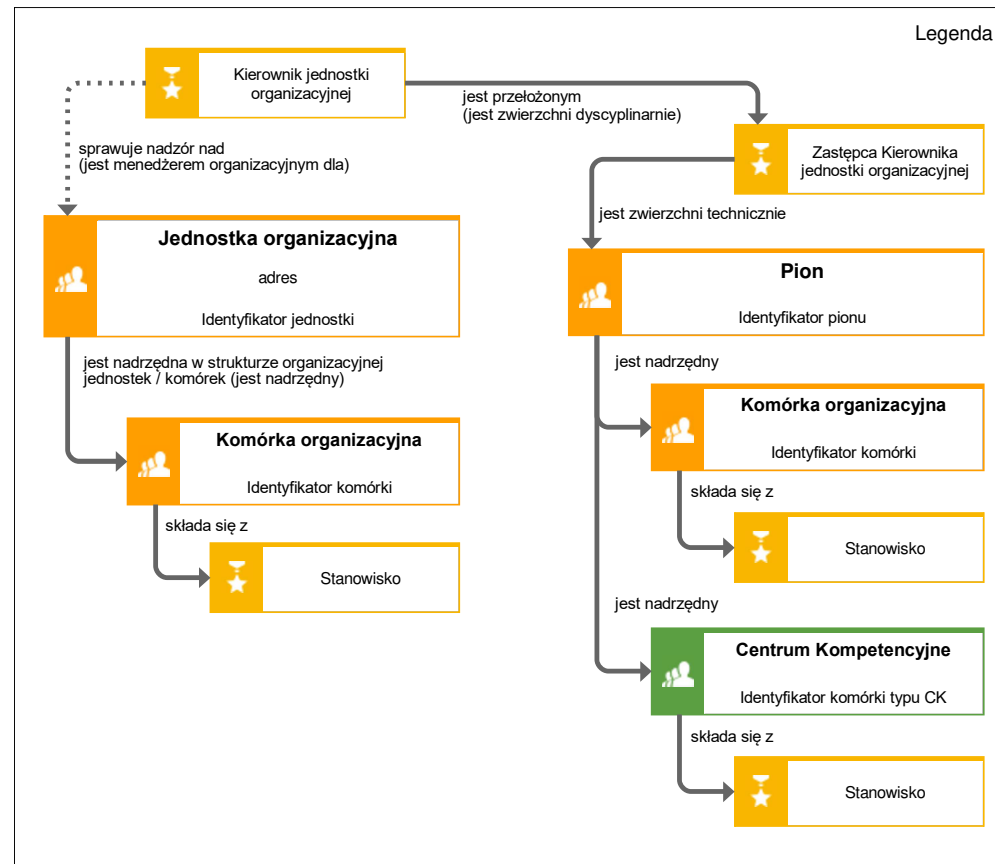 Legenda
Kierownik jednostki
organizacyjnej
jest przełożonym
(jest zwierzchni dyscyplinarnie)
sprawuje nadzór nad
(jest menedżerem organizacyjnym dla)
Zastępca Kierownika
jednostki organizacyjnej
jest zwierzchni technicznie
Jednostka organizacyjna
adres
Identyfikator jednostki
Pion
Identyfikator pionu
jest nadrzędna w strukturze organizacyjnej
jednostek / komórek (jest nadrzędny)
jest nadrzędny
Komórka organizacyjna
Identyfikator komórki
Komórka organizacyjna
Identyfikator komórki
składa się z
Stanowisko
składa się z
Stanowisko
jest nadrzędny
Centrum Kompetencyjne
Identyfikator komórki typu CK
składa się z
Stanowisko